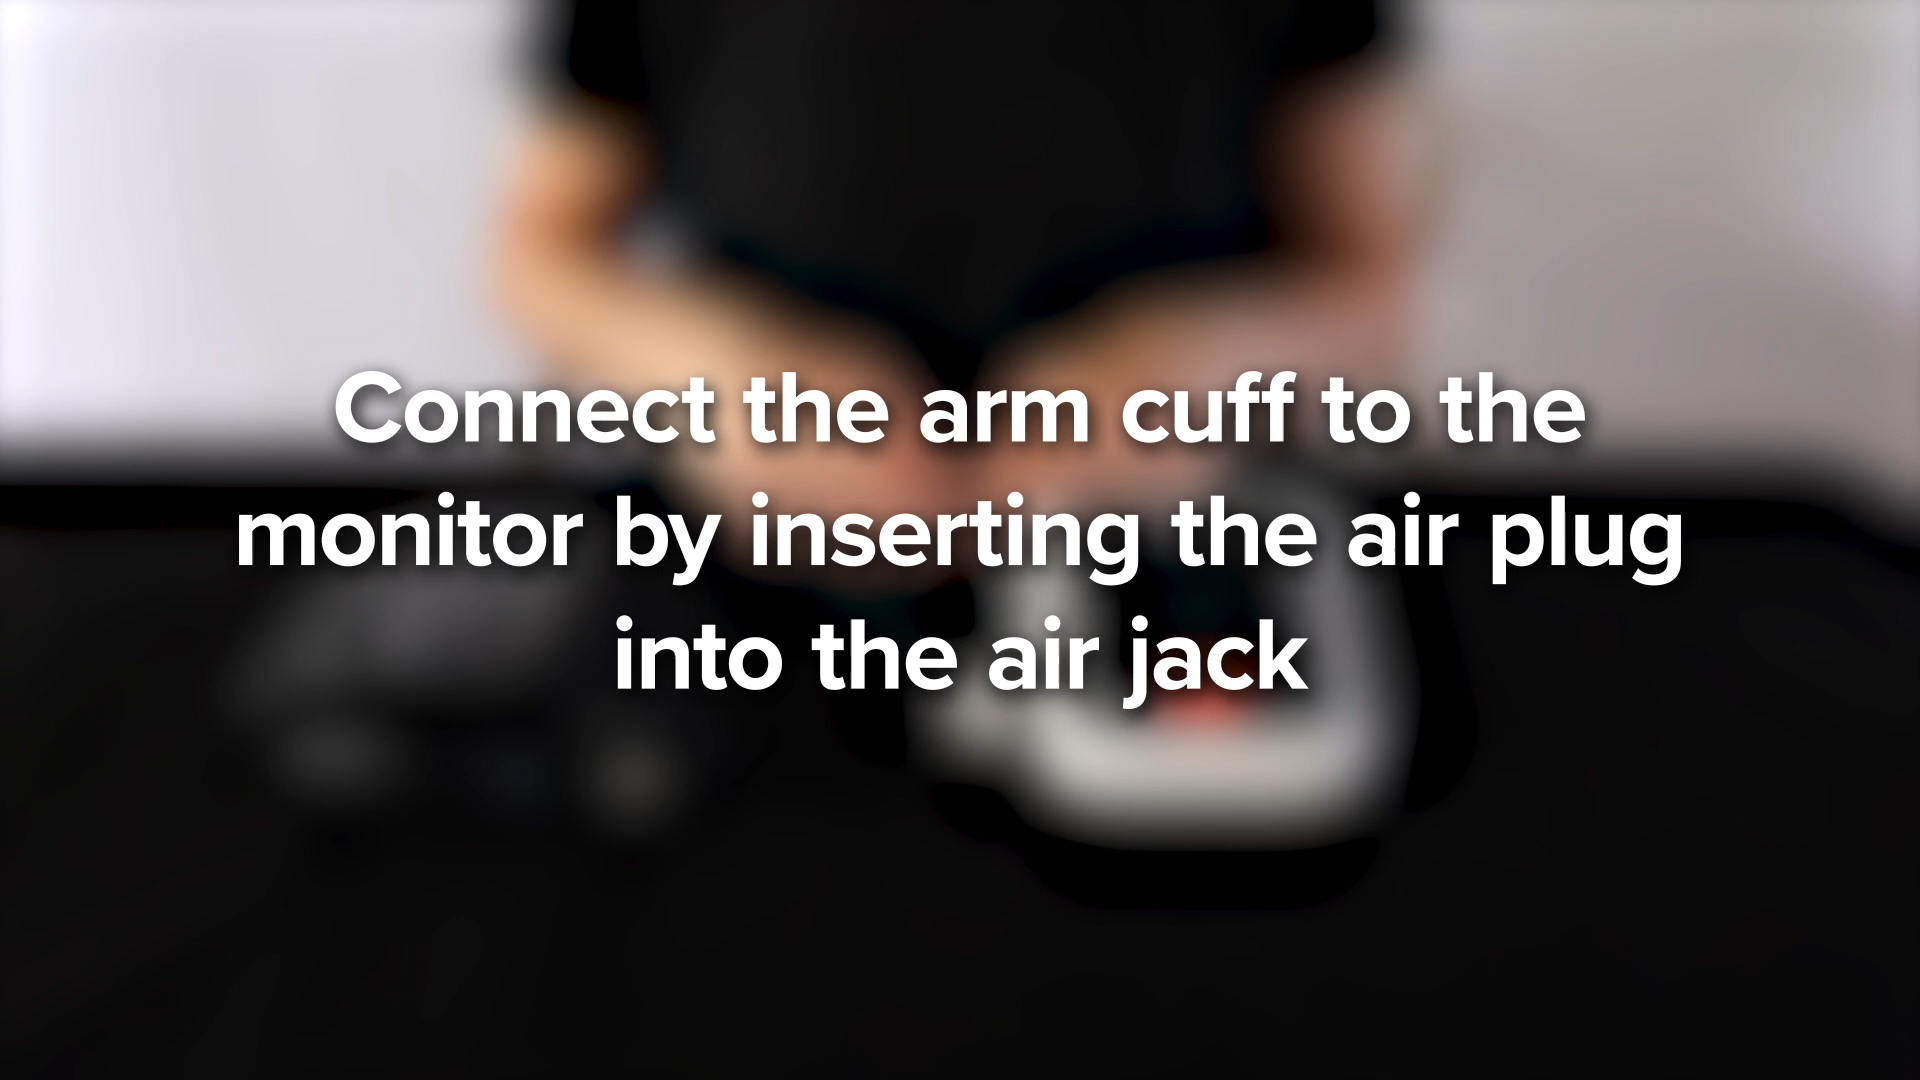 Connect the arm cuff to the
monitor by inserting the air plug
into the air jack